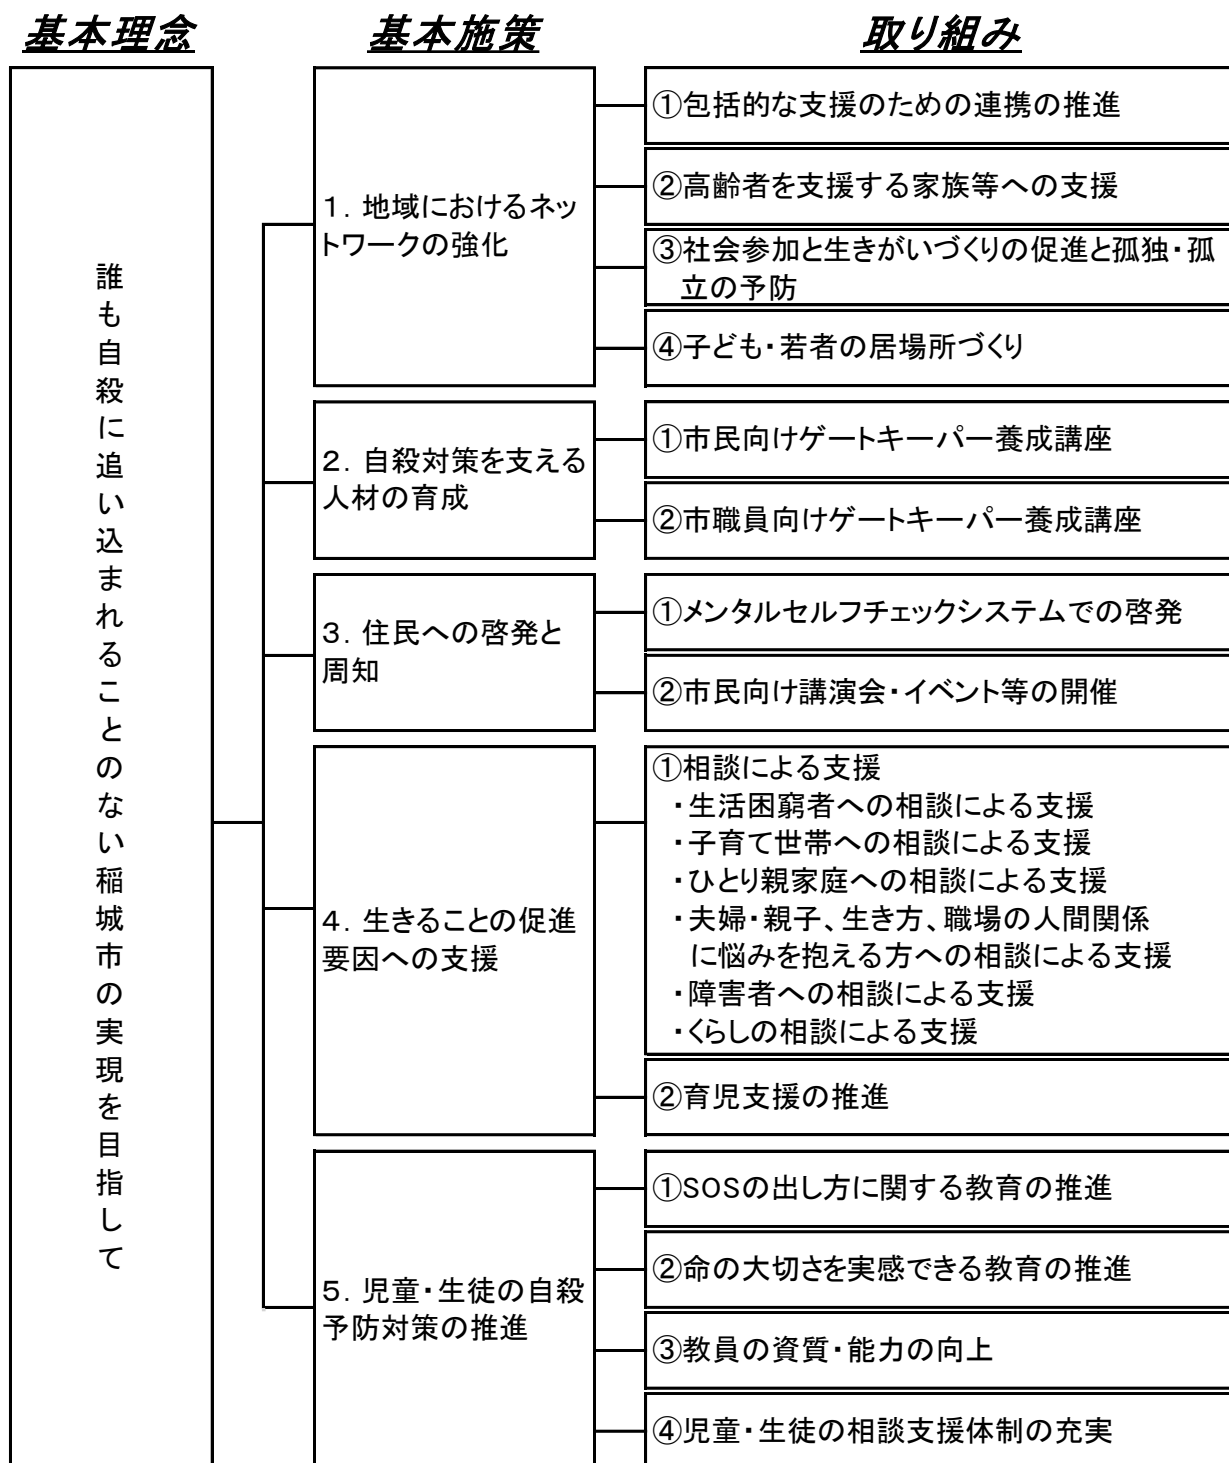 基本理念
基本施策
取り組み
誰も自殺に追い込まれることのない稲城市の実現を目指して
1. 地域におけるネッ
トワークの強化
①包括的な支援のための連携の推進
②高齢者を支援する家族等への支援
③社会参加と生きがいづくりの促進と孤独・孤
立の予防
④子ども・若者の居場所づくり
2. 自殺対策を支える
人材の育成
①市民向けゲートキーパー養成講座
②市職員向けゲートキーパー養成講座
3. 住民への啓発と
周知
①メンタルセルフチェックシステムでの啓発
②市民向け講演会・イベント等の開催
4. 生きることの促進
要因への支援
①相談による支援
・生活困窮者への相談による支援
・子育て世帯への相談による支援
・ひとり親家庭への相談による支援
・夫婦・親子、生き方、職場の人間関係
に悩みを抱える方への相談による支援
・障害者への相談による支援
・くらしの相談による支援
②育児支援の推進
5. 児童・生徒の自殺
予防対策の推進
①SOSの出し方に関する教育の推進
②命の大切さを実感できる教育の推進
③教員の資質・能力の向上
④児童・生徒の相談支援体制の充実